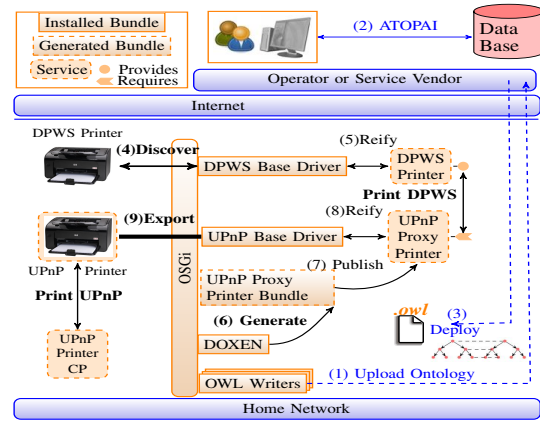 Installed Bundle
Generated Bundle
Service
Provides
Requires
(2) ATOPAI
Data
Base
Operator or Service Vendor
Internet
DPWS Printer
(4)Discover
(5)Reify
DPWS Base Driver
DPWS
Printer
Print DPWS
(9)Export
(8)Reify
UPnP Base Driver
UPnP
Proxy
Printer
UPnP Printer
OSGi
(7) Publish
UPnP Proxy
Printer Bundle
Print UPnP
(6) Generate
.owl
(3)
Deploy
UPnP
Printer
CP
DOXEN
OWL Writers
(1) Upload Ontology
Home Network